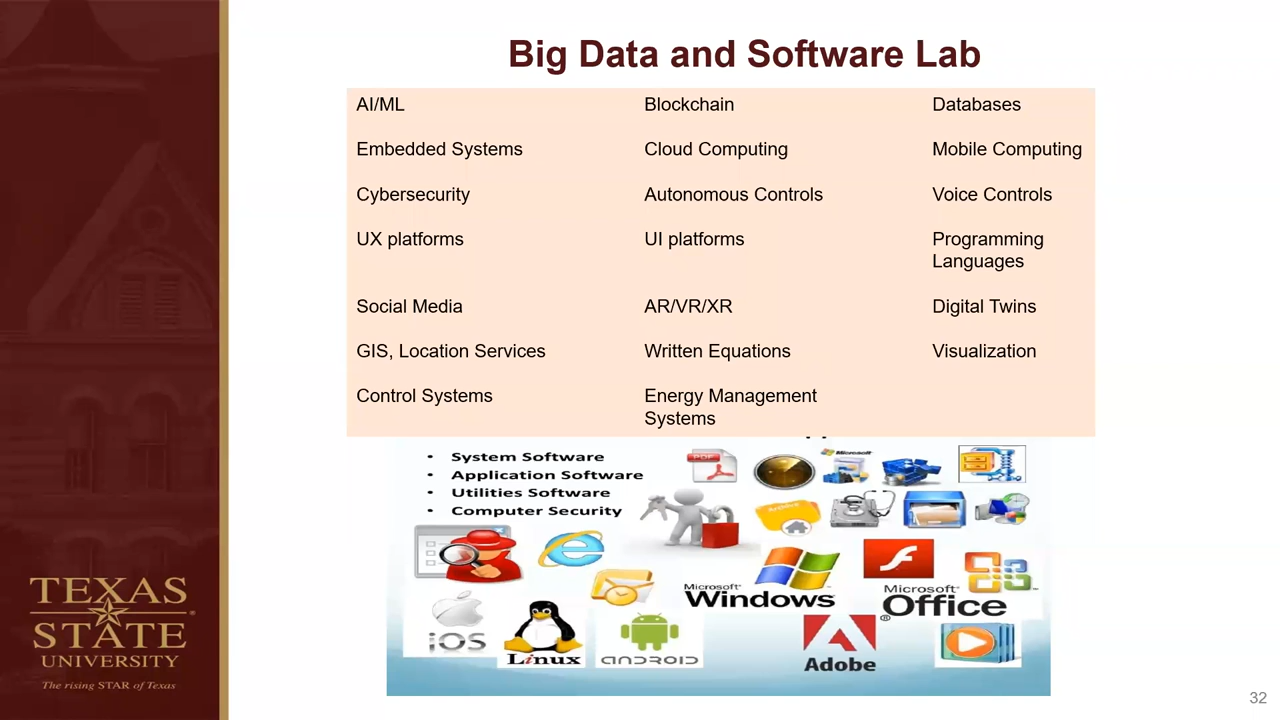 Big Data and Software Lab
AI/ML
Blockchain
Databases
Embedded Systems
Cloud Computing
Mobile Computing
Cybersecurity
Autonomous Controls
Voice Controls
UX platforms
UI platforms
Programming
Languages
Social Media
AR/VR/XR
Digital Twins
GIS, Location Services
Written Equations
Visualization
Control Systems
Energy Management
Systems
• System Software
• Application Software
• Utilities Software
• Computer Security
PDF
Microsoft
Archive
Microsoft
Windows
Microsoft
Office
iOS
Linux
ANDROID
Adobe
TEXAS
STATE
UNIVERSITY
The rising STAR of Texas
32